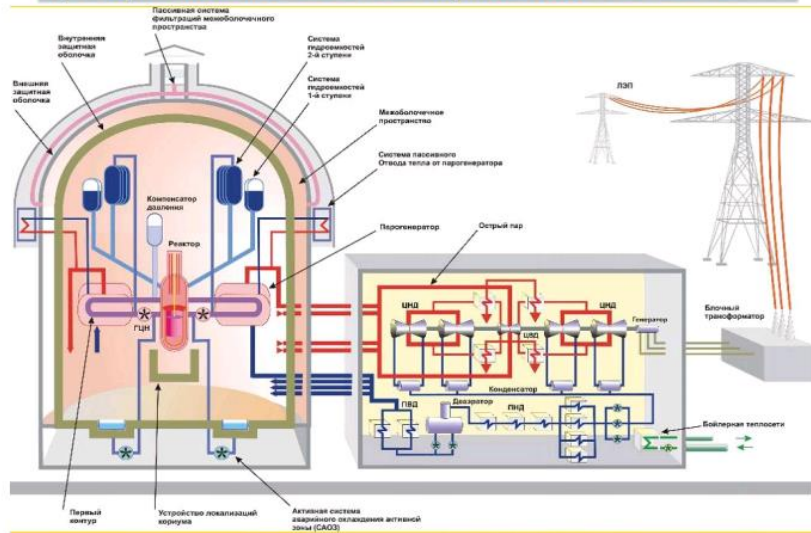 Пассивная система
фильтраций межоболочечного
пространства
Внутренняя
защитная
оболочка
Внешняя
защитная
оболочка
Система
гидроемкостей
2-й ступени
Система
гидроемкостей
1-й ступени
Межоболочечное
пространство
Система пассивного
Отвода тепла от парогенератора
ЛЭП
Компенсатор
давления
Реактор
Парогенератор
Острый пар
ЦНД
ЦНД
Генератор
Блочный
трансформатор
ГЦН
ЦВД
Конденсатор
ПВД
Деаэратор
ПНД
Бойлерная теплосети
Первый
контур
Устройство локализаций
кориума
Активная система
аварийного охлаждения активной
зоны (САОЗ)